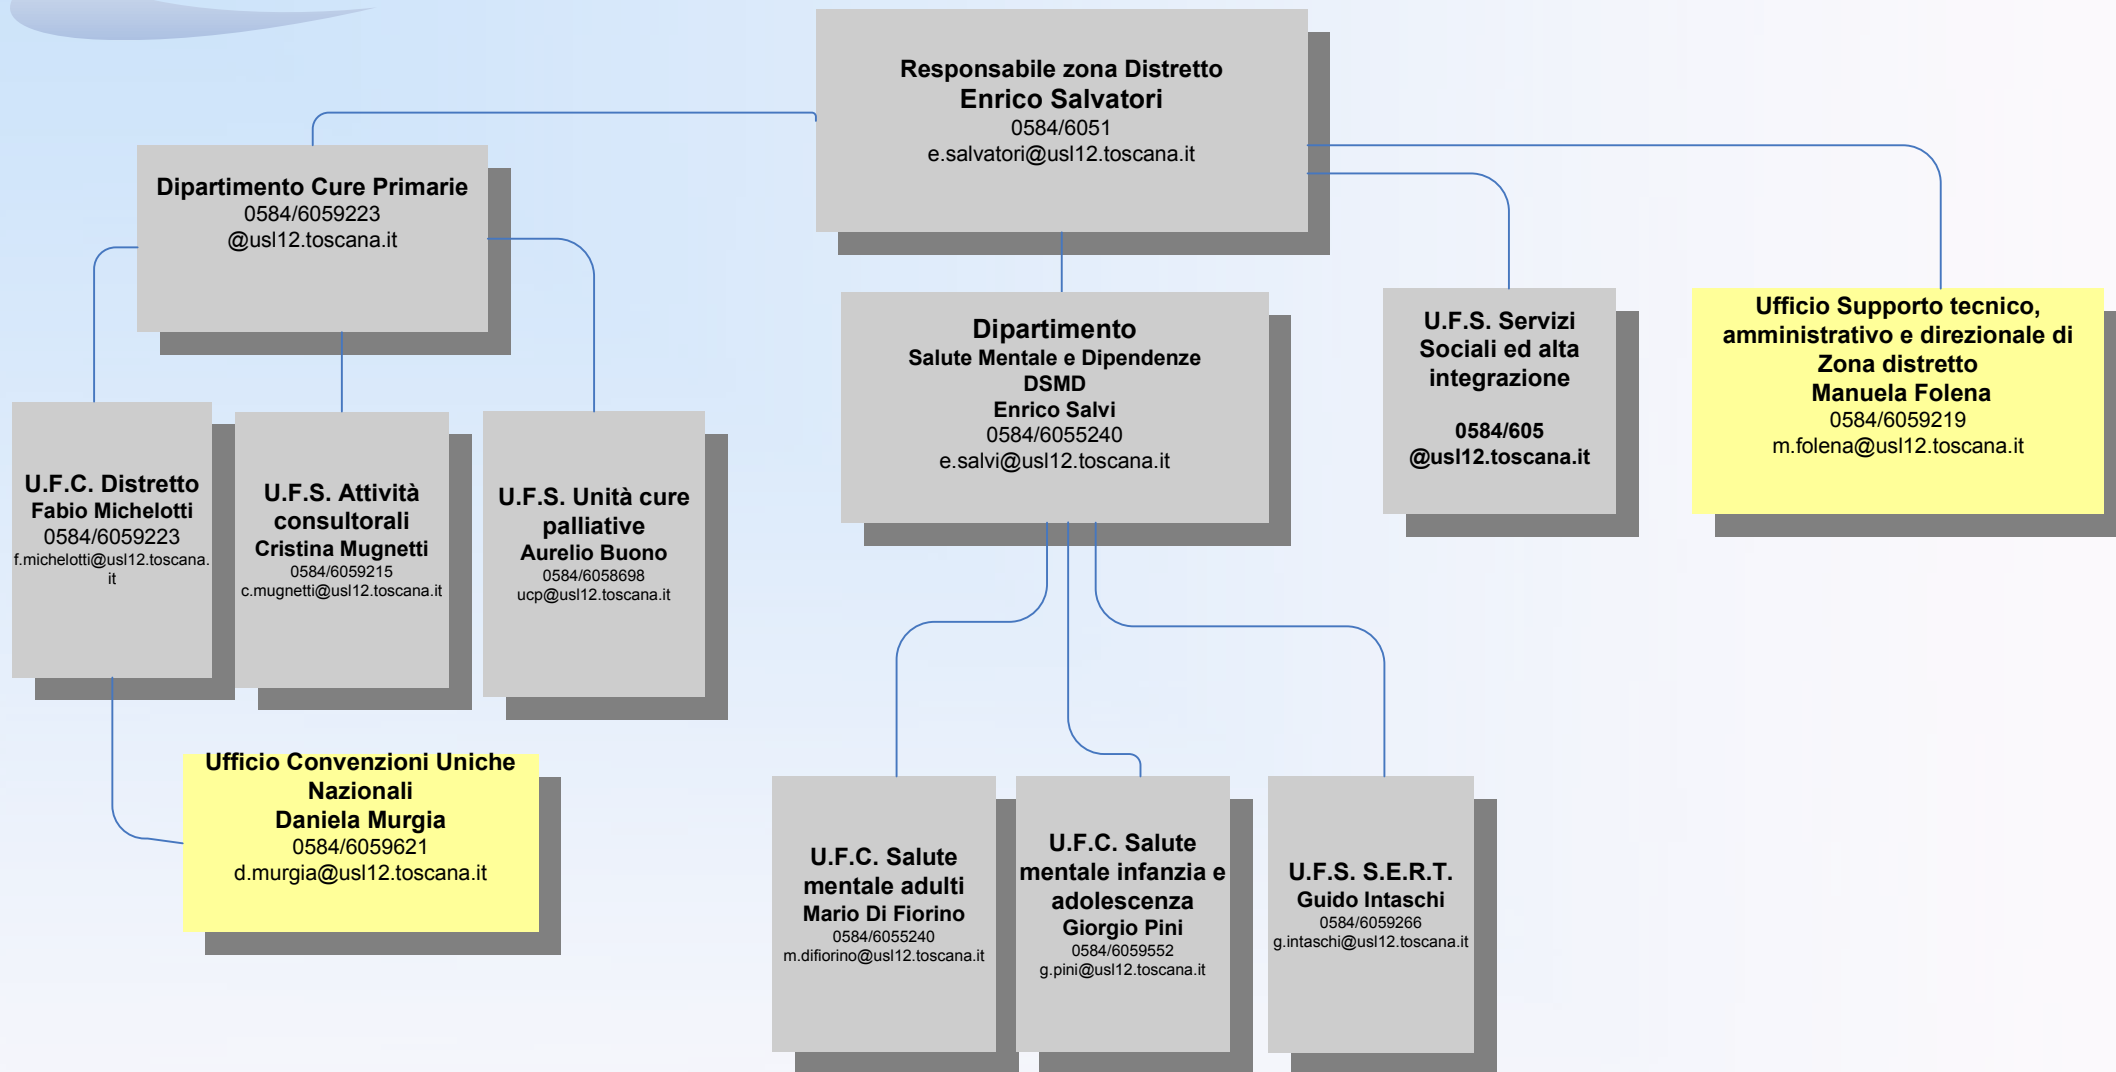 Responsabile zona Distretto
Enrico Salvatori
0584/6051
e.salvatori@usl12.toscana.it
Dipartimento Cure Primarie
0584/6059223
@usl12.toscana.it
Dipartimento
Salute Mentale e Dipendenze
DSMD
Enrico Salvi
0584/6055240
e.salvi@usl12.toscana.it
U.F.S. Servizi
Sociali ed alta
integrazione
0584/605
@usl12.toscana.it
Ufficio Supporto tecnico,
amministrativo e direzionale di
Zona distretto
Manuela Folena
0584/6059219
m.folena@usl12.toscana.it
U.F.C. Distretto
Fabio Michelotti
0584/6059223
f.michelotti@usl12.toscana.
it
U.F.S. Attività
consultorali
Cristina Mugnetti
0584/6059215
c.mugnetti@usl12.toscana.it
U.F.S. Unità cure
palliative
Aurelio Buono
0584/6058698
ucp@usl12.toscana.it
Ufficio Convenzioni Uniche
Nazionali
Daniela Murgia
0584/6059621
d.murgia@usl12.toscana.it
U.F.C. Salute
mentale adulti
Mario Di Fiorino
0584/6055240
m.difiorino@usl12.toscana.it
U.F.C. Salute
mentale infanzia e
adolescenza
Giorgio Pini
0584/6059552
g.pini@usl12.toscana.it
U.F.S. S.E.R.T.
Guido Intaschi
0584/6059266
g.intaschi@usl12.toscana.it